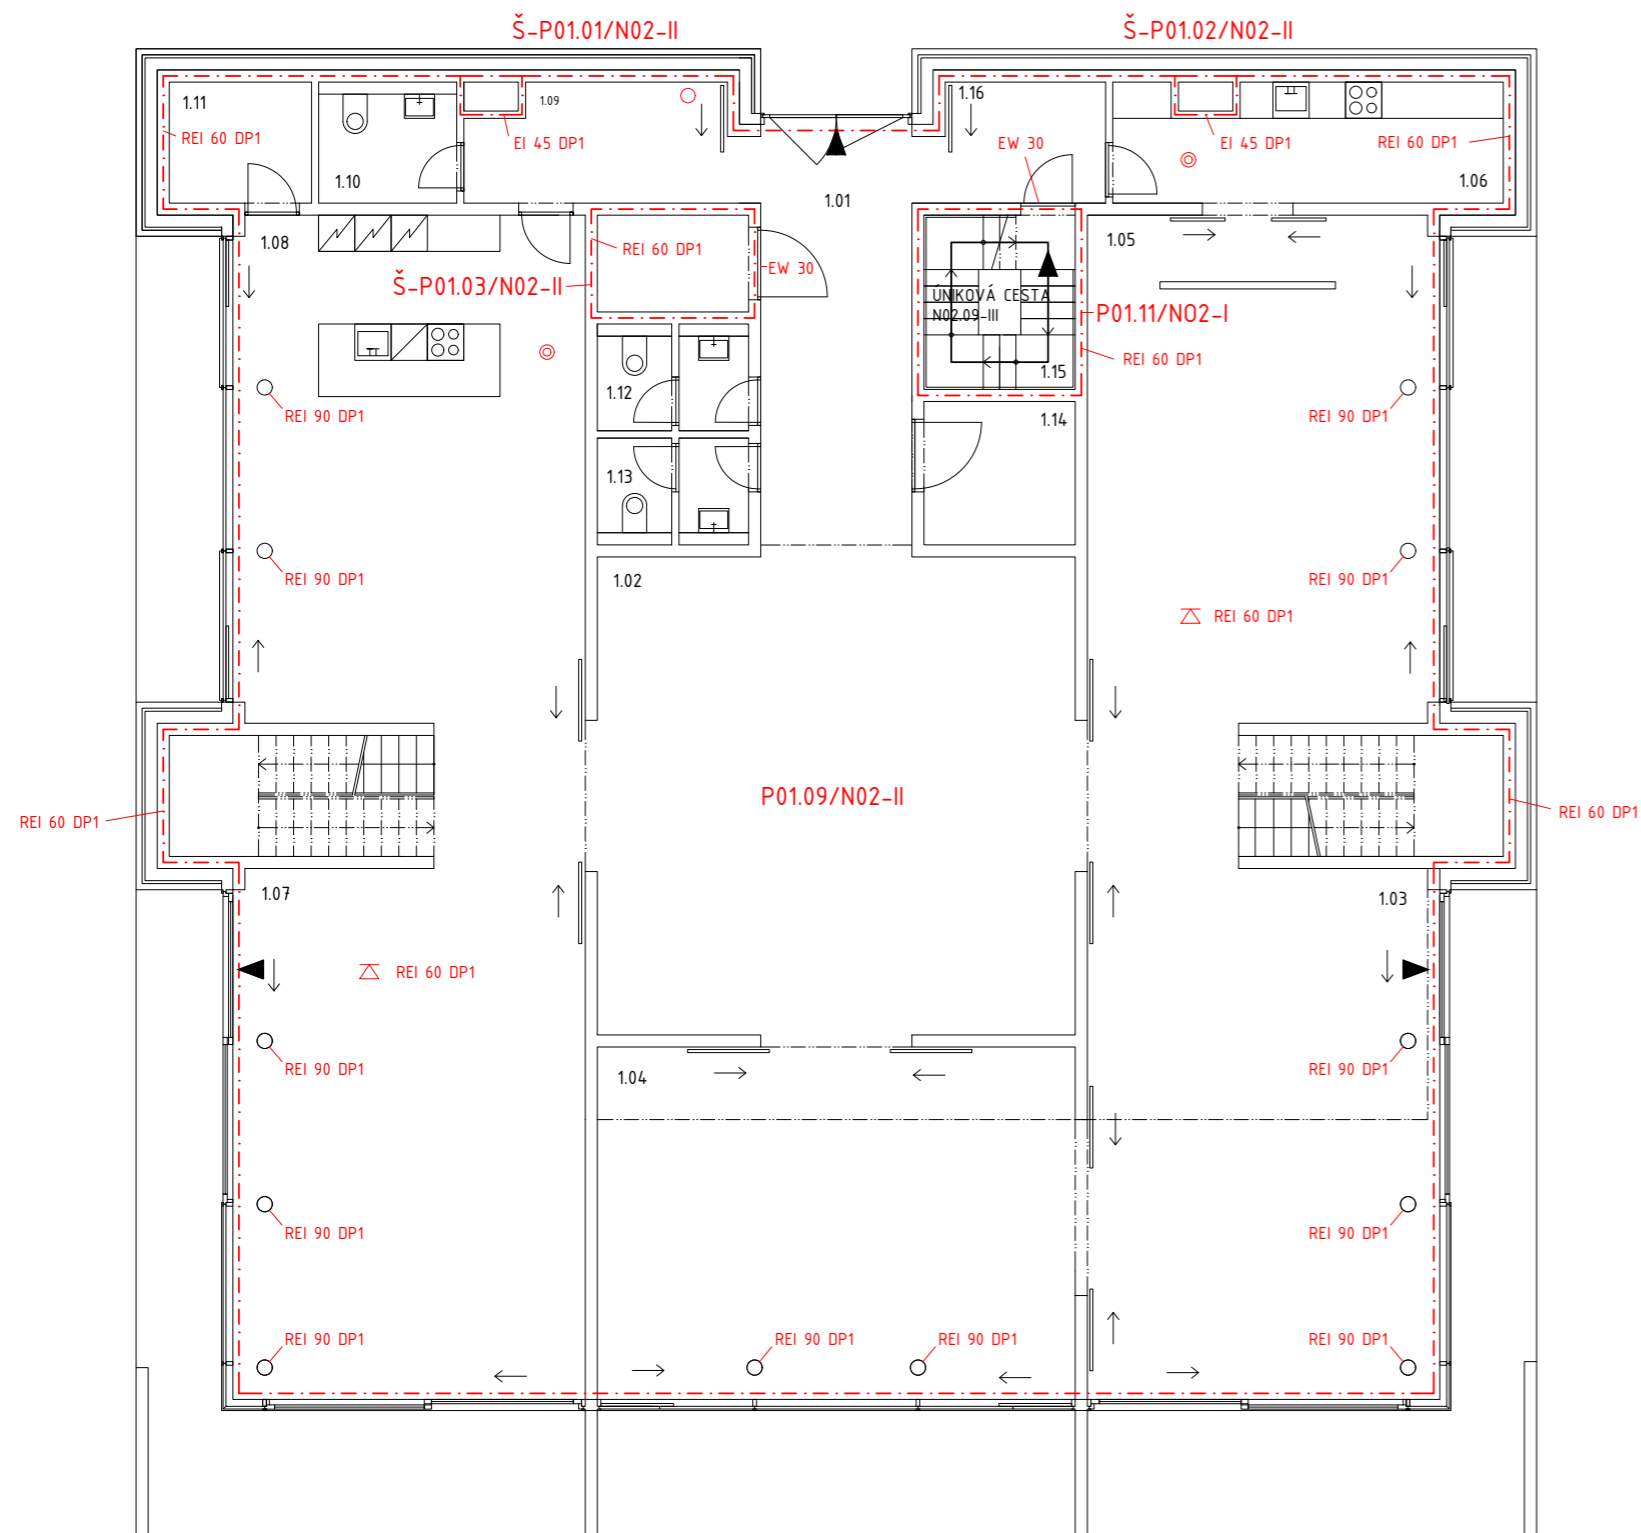 Š-P01.01/N02-II
Š-P01.02/N02-II
1.11
1.09
1.16
REI 60 DP1
EI 45 DP1
EW 30
EI 45 DP1
REI 60 DP1
1.10
1.06
1.01
1.08
REI 60 DP1
1.05
EW 30
Š-P01.03/N02-II
ÚNIKOVÁ CESTA
N02.09-III
P01.11/NO2-I
REI 60 DP1
1.15
1.12
REI 90 DP1
REI 90 DP1
1.14
1.13
REI 90 DP1
1.02
REI 90 DP1
REI 60 DP1
P01.09/N02-II
REI 60 DP1
REI 60 DP1
1.07
1.03
REI 60 DP1
REI 90 DP1
1.04
REI 90 DP1
REI 90 DP1
REI 90 DP1
REI 90 DP1
REI 90 DP1
REI 90 DP1
REI 90 DP1